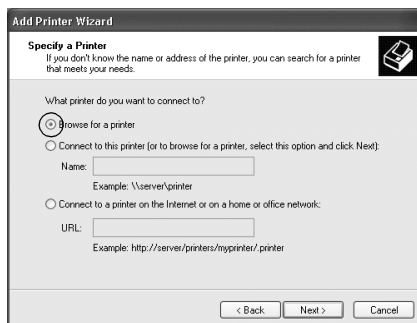 Add Printer Wizard
Specify a Printer
If you don't know the name or address of the printer, you can search for a printer
that meets your needs.
What printer do you want to connect to?
Browse for a printer
Connect to this printer (or to browse for a printer, select this option and click Next):
Name:
Example: \\server\printer
Connect to a printer on the Internet or on a home or office network:
URL:
Example: http://server/printers/myprinter/.printer
< Back Next > Cancel